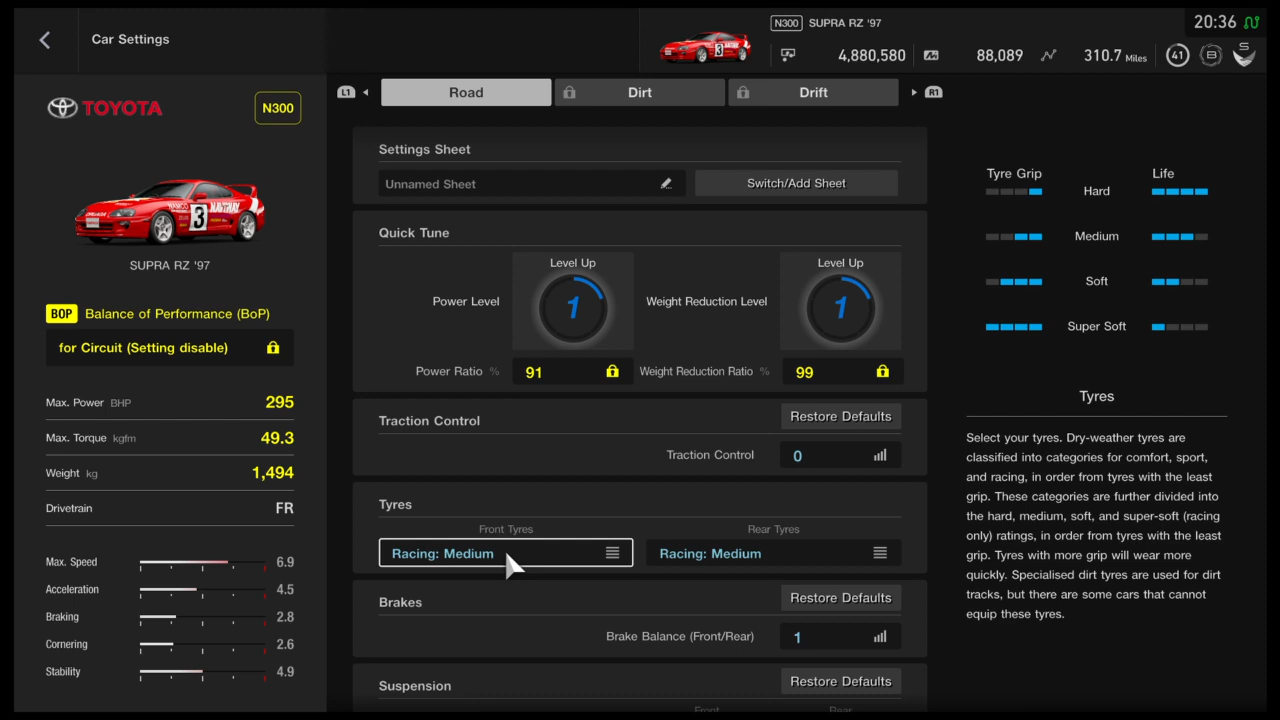 Car Settings
N300 SUPRA RZ '97
20:36
4,880,580 88,089 310.7 Miles 41 B S
TOYOTA N300
SUPRA RZ '97
BOP Balance of Performance (BoP)
for Circuit (Setting disable)
Max. Power BHP 295
Max. Torque kgfm 49.3
Weight kg 1,494
Drivetrain FR
Max. Speed 6.9
Acceleration 4.5
Braking 2.8
Cornering 2.6
Stability 4.9
L1 Road Dirt Drift R1
Settings Sheet
Unnamed Sheet Switch/Add Sheet
Quick Tune
Level Up Level Up
Power Level 1 Weight Reduction Level 1
Power Ratio % 91 Weight Reduction Ratio % 99
Traction Control Restore Defaults
Traction Control 0
Tyres
Front Tyres Rear Tyres
Racing: Medium Racing: Medium
Brakes Restore Defaults
Brake Balance (Front/Rear) 1
Suspension Restore Defaults
Front Rear
Tyre Grip Life
Hard
Medium
Soft
Super Soft
Tyres
Select your tyres. Dry-weather tyres are
classified into categories for comfort, sport,
and racing, in order from tyres with the least
grip. These categories are further divided into
the hard, medium, soft, and super-soft (racing
only) ratings, in order from tyres with the least
grip. Tyres with more grip will wear more
quickly. Specialised dirt tyres are used for dirt
tracks, but there are some cars that cannot
equip these tyres.